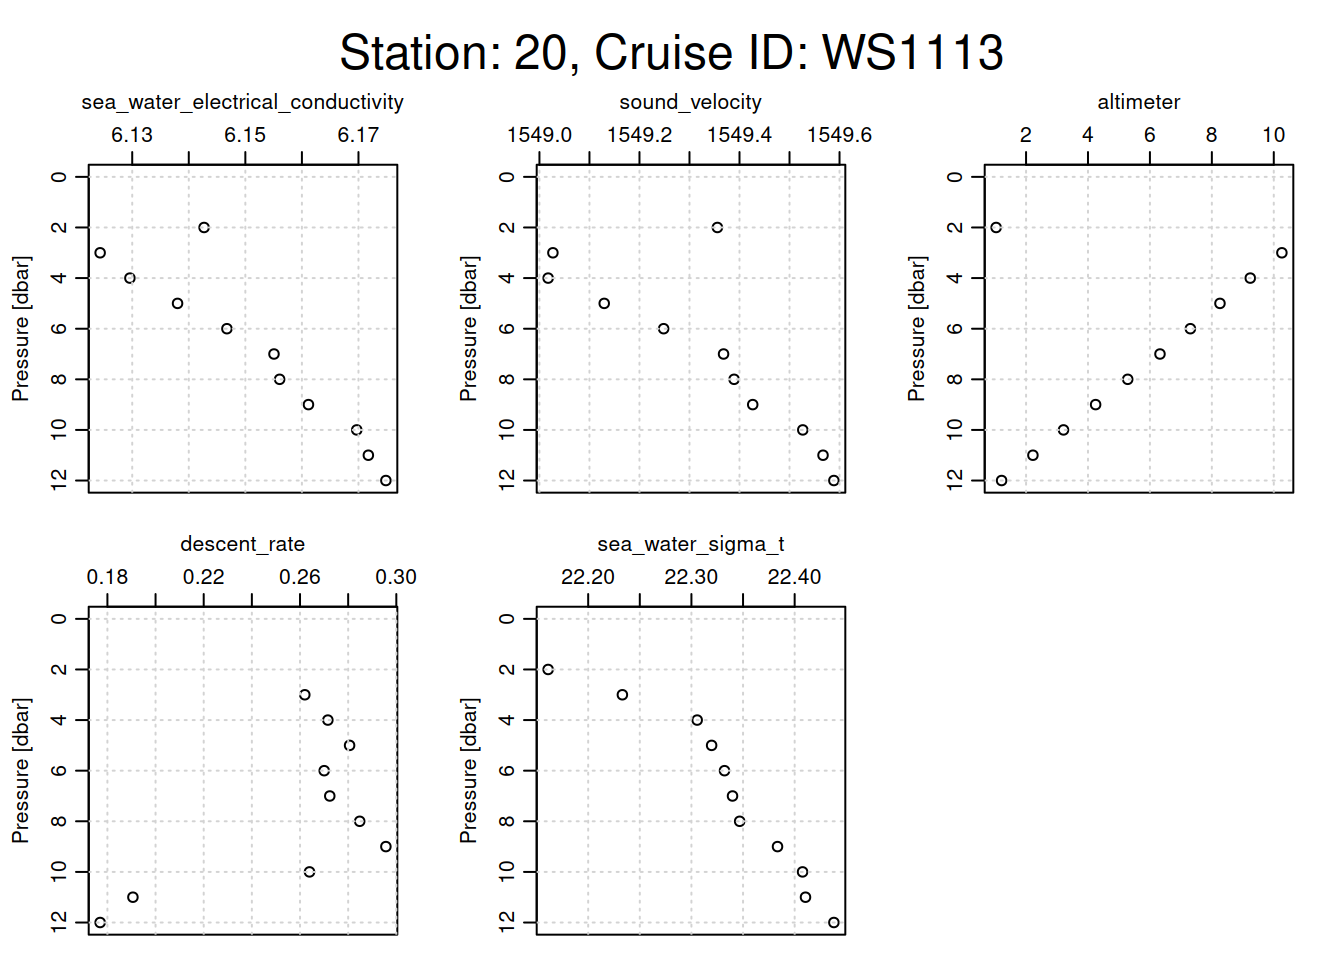 Station: 20, Cruise ID: WS1113
sea_water_electrical_conductivity
6.13 6.15 6.17
Pressure [dbar]
0 2 4 6 8 10 12
sound_velocity
1549.0 1549.2 1549.4 1549.6
Pressure [dbar]
0 2 4 6 8 10 12
altimeter
2 4 6 8 10
Pressure [dbar]
0 2 4 6 8 10 12
descent_rate
0.18 0.22 0.26 0.30
Pressure [dbar]
0 2 4 6 8 10 12
sea_water_sigma_t
22.20 22.30 22.40
Pressure [dbar]
0 2 4 6 8 10 12